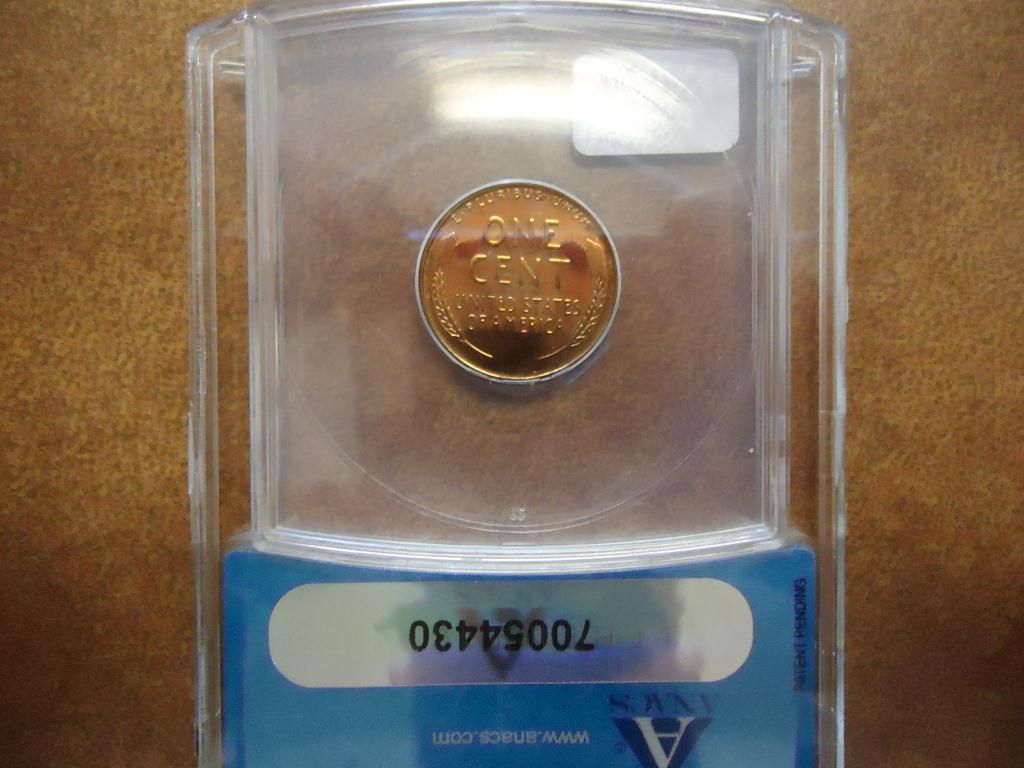 E·PLURIBUS·UNUM
ONE
CENT
UNITED STATES
OF AMERICA
70054430
PATENT PENDING
ANACS
www.anacs.com